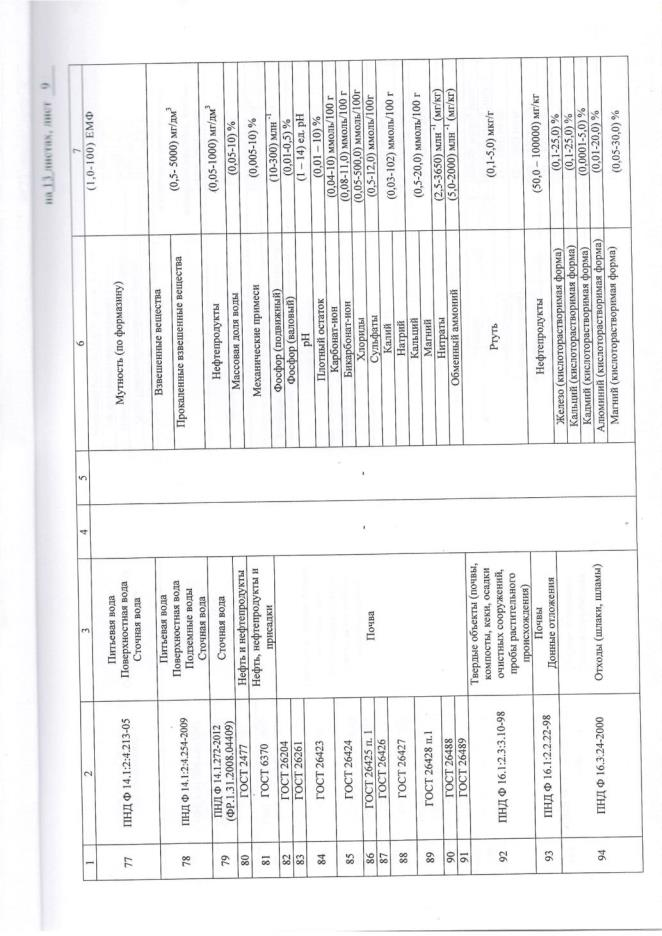 на 13 листах, лист 9
1 2 3 4 5 6 7
77 ПНД Ф 14.1:2:4.213-05 Питьевая вода
Поверхностная вода
Сточная вода
Мутность (по формазину) (1,0-100) ЕМФ
78 ПНД Ф 14.1:2:4.254-2009 Питьевая вода
Поверхностная вода
Подземные воды
Сточная вода
Взвешенные вещества
Прокаленные взвешенные вещества
(0,5- 5000) мг/дм³
79 ПНД Ф 14.1.272-2012
(ФР.1.31.2008.04409)
Сточная вода Нефтепродукты (0,05-1000) мг/дм³
80 ГОСТ 2477 Нефть и нефтепродукты Массовая доля воды (0,05-10) %
81 ГОСТ 6370 Нефть, нефтепродукты и
присадки
Механические примеси (0,005-10) %
82 ГОСТ 26204 Почва - - Фосфор (подвижный) (10-300) млн⁻¹
83 ГОСТ 26261 Фосфор (валовый) (0,01-0,5) %
84 ГОСТ 26423 pH (1 – 14) ед. pH
Плотный остаток (0,01 – 10) %
85 ГОСТ 26424 Карбонат-ион (0,04-10) ммоль/100 г
Бикарбонат-ион (0,08-11,0) ммоль/100 г
86 ГОСТ 26425 п. 1 Хлориды (0,05-500,0) ммоль/100г
87 ГОСТ 26426 Сульфаты (0,5-12,0) ммоль/100г
88 ГОСТ 26427 Калий
Натрий
(0,03-102) ммоль/100 г
89 ГОСТ 26428 п.1 Кальций
Магний
(0,5-20,0) ммоль/100 г
90 ГОСТ 26488 Нитраты (2,5-3650) млн⁻¹ (мг/кг)
91 ГОСТ 26489 Обменный аммоний (5,0-2000) млн⁻¹ (мг/кг)
92 ПНД Ф 16.1:2.3:3.10-98 Твердые объекты (почвы,
компосты, кеки, осадки
очистных сооружений,
пробы растительного
происхождения)
Ртуть (0,1-5,0) мкг/г
93 ПНД Ф 16.1:2.2.22-98 Почвы
Донные отложения
Нефтепродукты (50,0 – 100000) мг/кг
94 ПНД Ф 16.3:24-2000 Отходы (шлаки, шламы) Железо (кислоторастворимая форма) (0,1-25,0) %
Кальций (кислоторастворимая форма) (0,1-25,0) %
Кадмий (кислоторастворимая форма) (0,0001-5,0) %
Алюминий (кислоторастворимая форма) (0,01-20,0) %
Магний (кислоторастворимая форма) (0,05-30,0) %